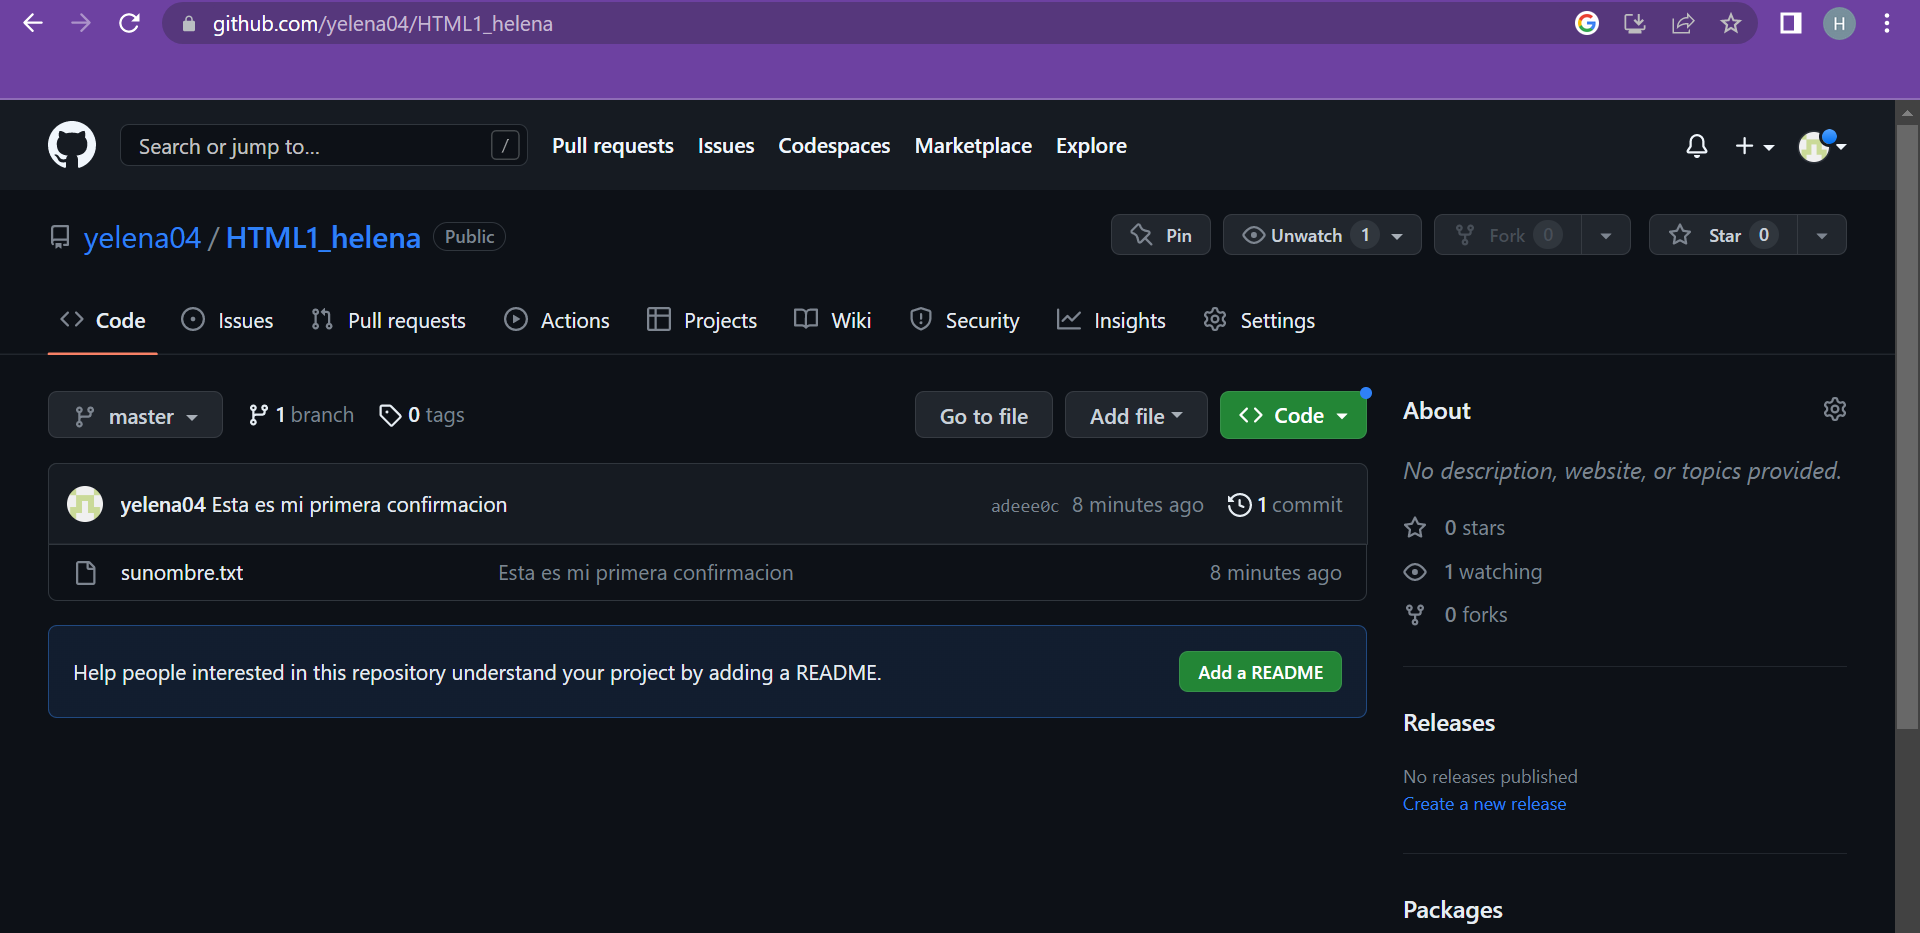 github.com/yelena04/HTML1_helena
H
Search or jump to... /
Pull requests Issues Codespaces Marketplace Explore
yelena04 / HTML1_helena Public
Pin Unwatch 1 Fork 0 Star 0
Code Issues Pull requests Actions Projects Wiki Security Insights Settings
master 1 branch 0 tags Go to file Add file Code
yelena04 Esta es mi primera confirmacion adeee0c 8 minutes ago 1 commit
sunombre.txt Esta es mi primera confirmacion 8 minutes ago
Help people interested in this repository understand your project by adding a README. Add a README
About
No description, website, or topics provided.
0 stars
1 watching
0 forks
Releases
No releases published
Create a new release
Packages